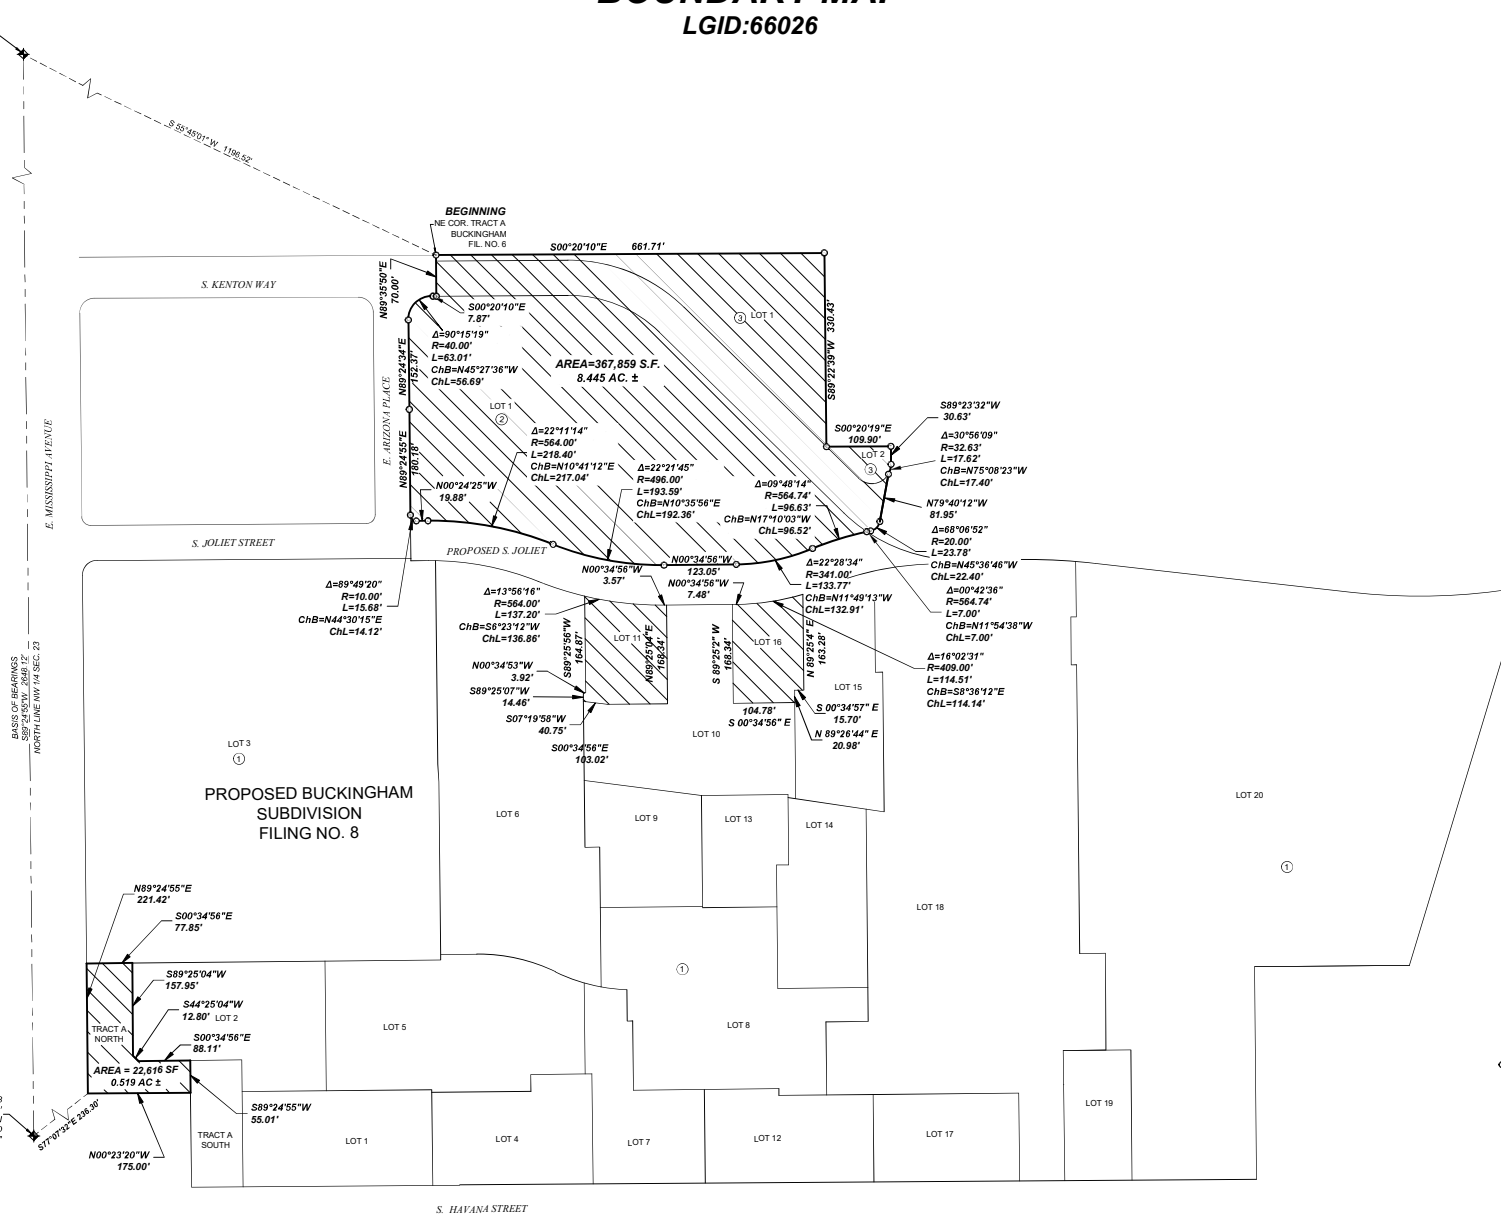 LGID:66026
S 55°45'01" W 1196.52'
BEGINNING
NE COR. TRACT A
BUCKINGHAM
FIL. NO. 6
S00°20'10"E 661.71'
S. KENTON WAY
N89°35'50"E
70.00'
S00°20'10"E
7.87'
Δ=90°15'19"
R=40.00'
L=63.01'
ChB=N45°27'36"W
ChL=56.69'
N89°24'34"E
152.37'
AREA=367,859 S.F.
8.445 AC. ±
3
LOT 1
S89°22'39"W 330.43'
LOT 1
2
E. ARIZONA PLACE
N89°24'55"E
180.18'
N00°24'25"W
19.88'
Δ=22°11'14"
R=564.00'
L=218.40'
ChB=N10°41'12"E
ChL=217.04'
Δ=22°21'45"
R=496.00'
L=193.59'
ChB=N10°35'56"E
ChL=192.36'
Δ=09°48'14"
R=564.74'
L=96.63'
ChB=N17°10'03"W
ChL=96.52'
S00°20'19"E
109.90'
LOT 2
3
S89°23'32"W
30.63'
Δ=30°56'09"
R=32.63'
L=17.62'
ChB=N75°08'23"W
ChL=17.40'
N79°40'12"W
81.95'
Δ=68°06'52"
R=20.00'
L=23.78'
ChB=N45°36'46"W
ChL=22.40'
Δ=00°42'36"
R=564.74'
L=7.00'
ChB=N11°54'38"W
ChL=7.00'
E. MISSISSIPPI AVENUE
S. JOLIET STREET
PROPOSED S. JOLIET
N00°34'56"W
123.05'
N00°34'56"W
3.57'
N00°34'56"W
7.48'
Δ=22°28'34"
R=341.00'
L=133.77'
ChB=N11°49'13"W
ChL=132.91'
Δ=89°49'20"
R=10.00'
L=15.68'
ChB=N44°30'15"E
ChL=14.12'
Δ=13°56'16"
R=564.00'
L=137.20'
ChB=S6°23'12"W
ChL=136.86'
S89°25'56"W
164.87'
LOT 11
N89°25'04"E
168.34'
S 89°25'2" W
168.34'
LOT 16
N 89°25'4" E
163.28'
Δ=16°02'31"
R=409.00'
L=114.51'
ChB=S8°36'12"E
ChL=114.14'
N00°34'53"W
3.92'
S89°25'07"W
14.46'
S07°19'58"W
40.75'
S00°34'56"E
103.02'
104.78'
S 00°34'56" E
LOT 15
S 00°34'57" E
15.70'
N 89°26'44" E
20.98'
BASIS OF BEARINGS
S89°24'55"W 2648.12'
NORTH LINE NW 1/4 SEC. 23
LOT 3
1
PROPOSED BUCKINGHAM
SUBDIVISION
FILING NO. 8
LOT 10
LOT 6
LOT 9
LOT 13
LOT 14
LOT 20
1
LOT 18
N89°24'55"E
221.42'
S00°34'56"E
77.85'
S89°25'04"W
157.95'
S44°25'04"W
12.80'
LOT 2
S00°34'56"E
88.11'
TRACT A
NORTH
AREA = 22,616 SF
0.519 AC ±
LOT 5
1
LOT 8
S89°24'55"W
55.01'
S77°07'32"E 236.30'
N00°23'20"W
175.00'
TRACT A
SOUTH
LOT 1
LOT 4
LOT 7
LOT 12
LOT 17
LOT 19
S. HAVANA STREET